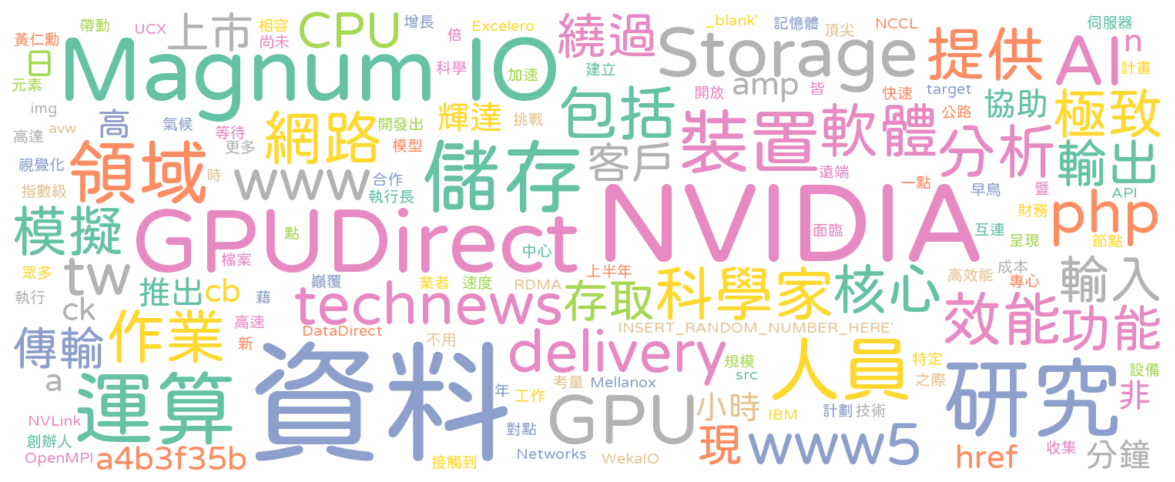 黃仁勳 帶動 UCX 上市 相容 尚未 CPU 增長 倍 Excelero 繞過 _blank' 記憶體 頂尖 NCCL 伺服器
日 Magnum IO 科學 加速 建立 Storage 提供 AI n 計畫
元素 amp 皆 開放 快速 target 公路 協助
img avw 高 氣候 等待 網路 開發出 輝達 挑戰 包括 裝置 軟體 分析 極致
高達 更多 模型 客戶 輸出
視覺化 領域 時 www 合作 執行長 儲存 遠端 一點 早鳥 暨 API
指數級 財務
模擬 GPUDirect 點 檔案 中心 NVIDIA 面臨 互連 呈現 php 節點
眾多 tw 巔覆 業者 速度 RDMA 上半年 科學家 核心 高效能 成本 專心 輸入
執行 推出 cb 藉 technews 存取
ck 高速 新 DataDirect 不用 INSERT_RANDOM_NUMBER_HERE' 效能 功能
傳輸 作業 delivery 規模 人員 特定
a 運算 資料 年 工作 考量 Mellanox src 之際 研究 設備 非
NVLink GPU 小時 IBM 計劃 技術
創辦人 對點
OpenMPI a4b3f35b 接觸到 Networks WekaIO 現 www5 href 收集 分鐘